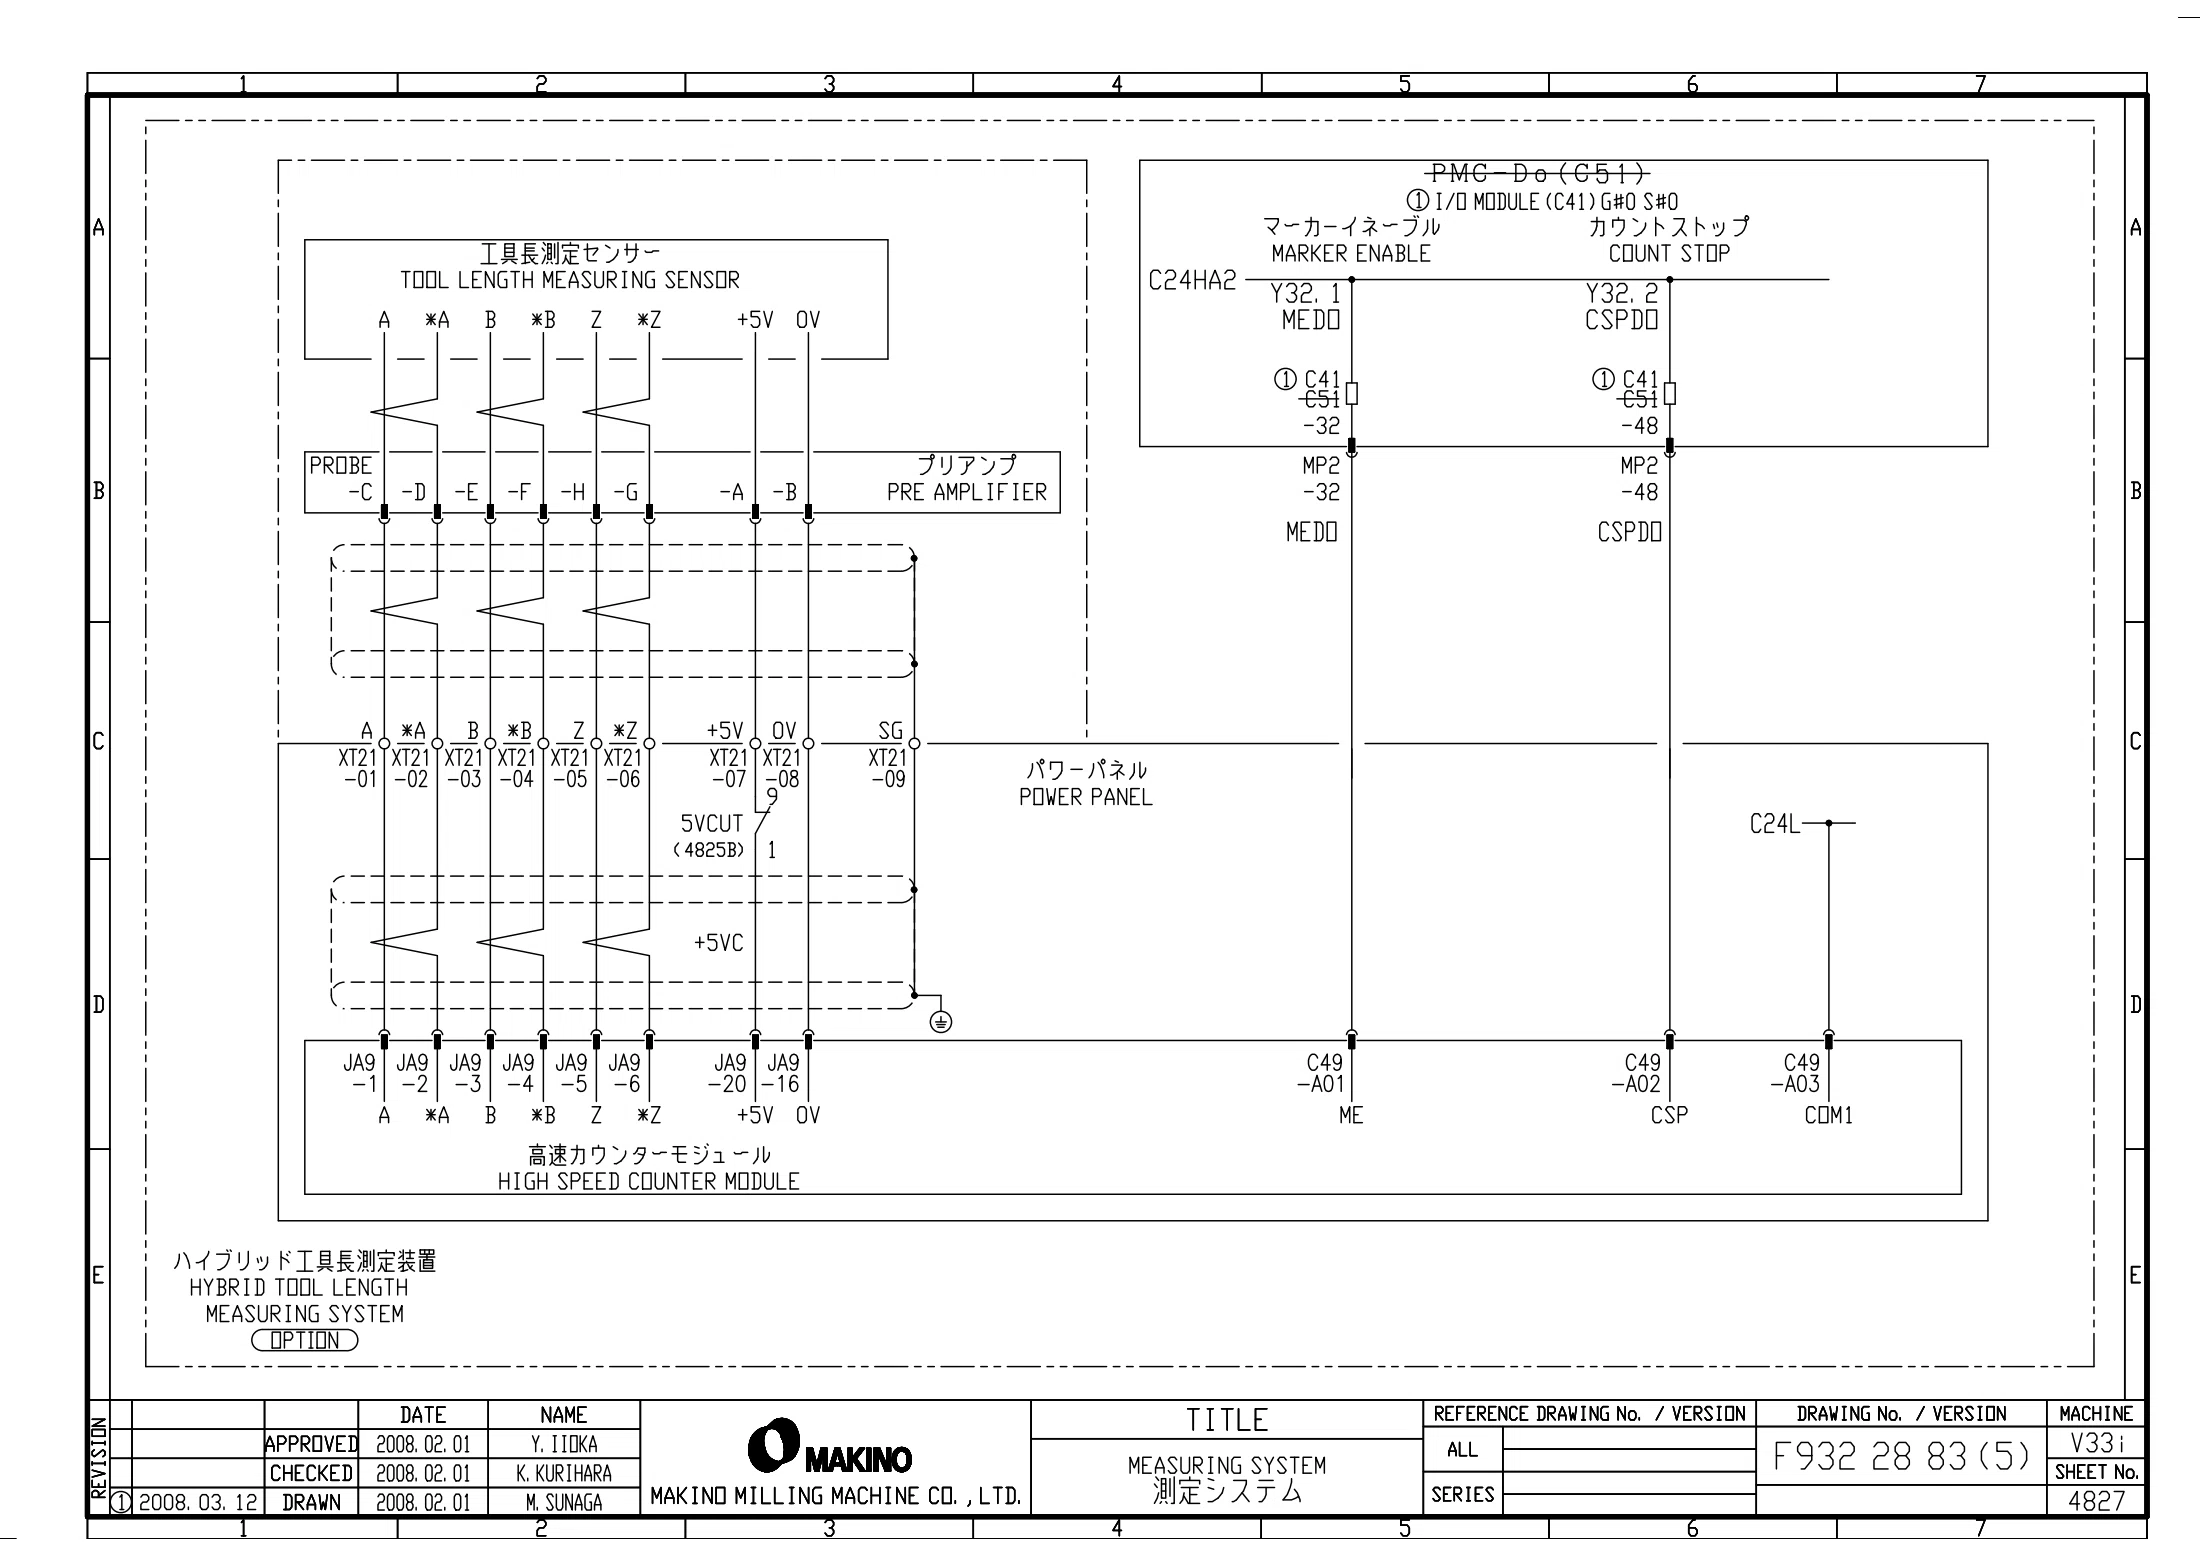 1 2 3 4 5 6 7
A A
PMC-Do(C51)
① I/O MODULE(C41)G#0 S#0
マーカーイネーブル カウントストップ
MARKER ENABLE COUNT STOP
工具長測定センサー
TOOL LENGTH MEASURING SENSOR
C24HA2
Y32. 1 Y32. 2
MEDO CSPDO
A *A B *B Z *Z +5V 0V
① C41 ① C41
C51 C51
-32 -48
PROBE プリアンプ
-C -D -E -F -H -G -A -B PRE AMPLIFIER
MP2 MP2
-32 -48
B B
MEDO CSPDO
A *A B *B Z *Z +5V 0V SG
C C
XT21 XT21 XT21 XT21 XT21 XT21 XT21 XT21 XT21
-01 -02 -03 -04 -05 -06 -07 -08 -09
パワーパネル
POWER PANEL
9
5VCUT
(4825B) 1
C24L
+5VC
D D
JA9 JA9 JA9 JA9 JA9 JA9 JA9 JA9 C49 C49 C49
-1 -2 -3 -4 -5 -6 -20 -16 -A01 -A02 -A03
A *A B *B Z *Z +5V 0V ME CSP COM1
高速カウンターモジュール
HIGH SPEED COUNTER MODULE
ハイブリッド工具長測定装置
E E
HYBRID TOOL LENGTH
MEASURING SYSTEM
OPTION
REVISION
DATE NAME
APPROVED 2008. 02. 01 Y. IIOKA
CHECKED 2008. 02. 01 K. KURIHARA
① 2008. 03. 12 DRAWN 2008. 02. 01 M. SUNAGA
MAKINO
MAKINO MILLING MACHINE CO. , LTD.
TITLE
MEASURING SYSTEM
測定システム
REFERENCE DRAWING No. / VERSION
ALL
SERIES
DRAWING No. / VERSION
F932 28 83(5)
MACHINE
V33i
SHEET No.
4827
1 2 3 4 5 6 7